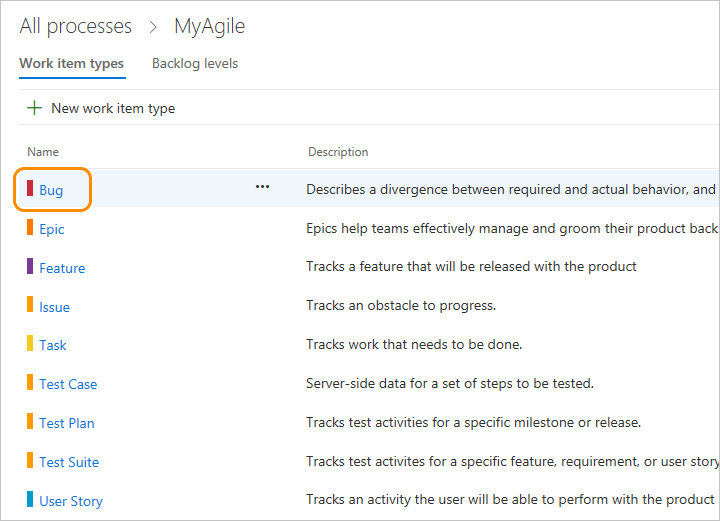 All processes > MyAgile
Work item types Backlog levels
+ New work item type
Name Description
Bug ••• Describes a divergence between required and actual behavior, and
Epic Epics help teams effectively manage and groom their product back
Feature Tracks a feature that will be released with the product
Issue Tracks an obstacle to progress.
Task Tracks work that needs to be done.
Test Case Server-side data for a set of steps to be tested.
Test Plan Tracks test activities for a specific milestone or release.
Test Suite Tracks test activites for a specific feature, requirement, or user story
User Story Tracks an activity the user will be able to perform with the product